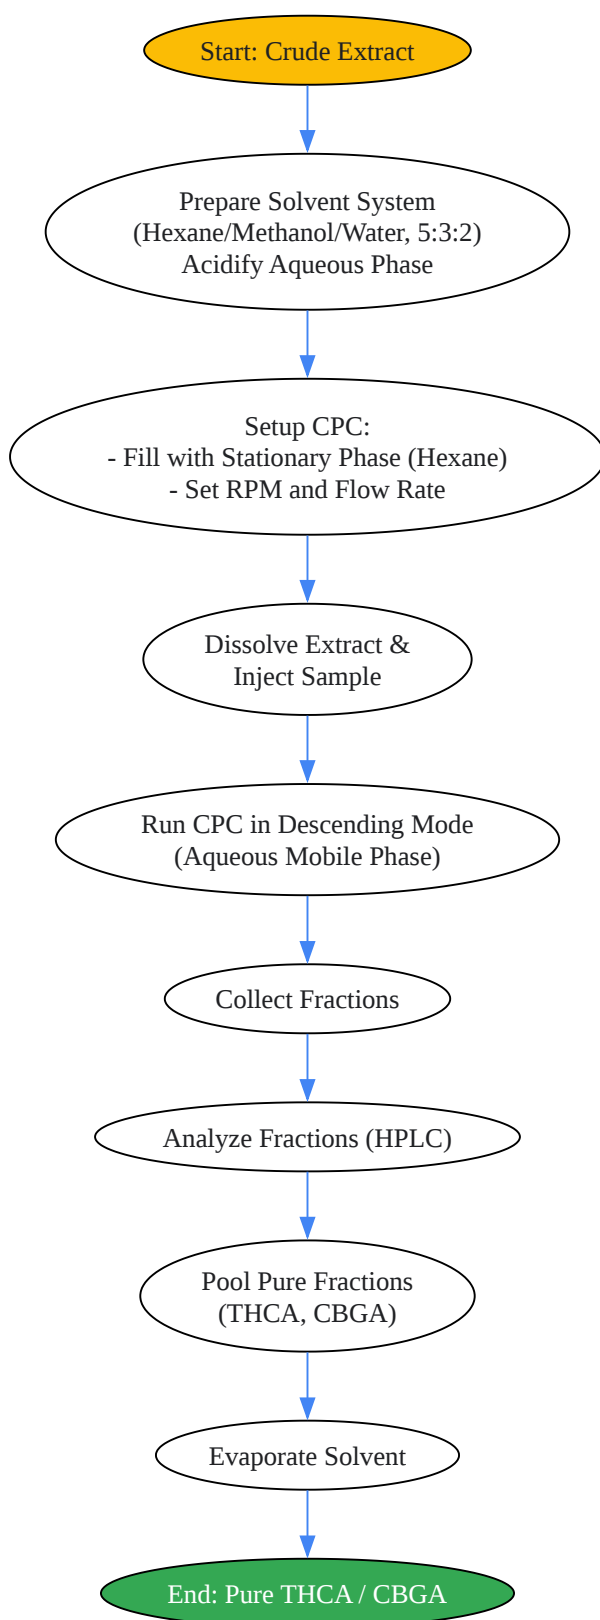 Start: Crude Extract
Prepare Solvent System
(Hexane/Methanol/Water, 5:3:2)
Acidify Aqueous Phase
Setup CPC:
- Fill with Stationary Phase (Hexane)
- Set RPM and Flow Rate
Dissolve Extract &
Inject Sample
Run CPC in Descending Mode
(Aqueous Mobile Phase)
Collect Fractions
Analyze Fractions (HPLC)
Pool Pure Fractions
(THCA, CBGA)
Evaporate Solvent
End: Pure THCA / CBGA